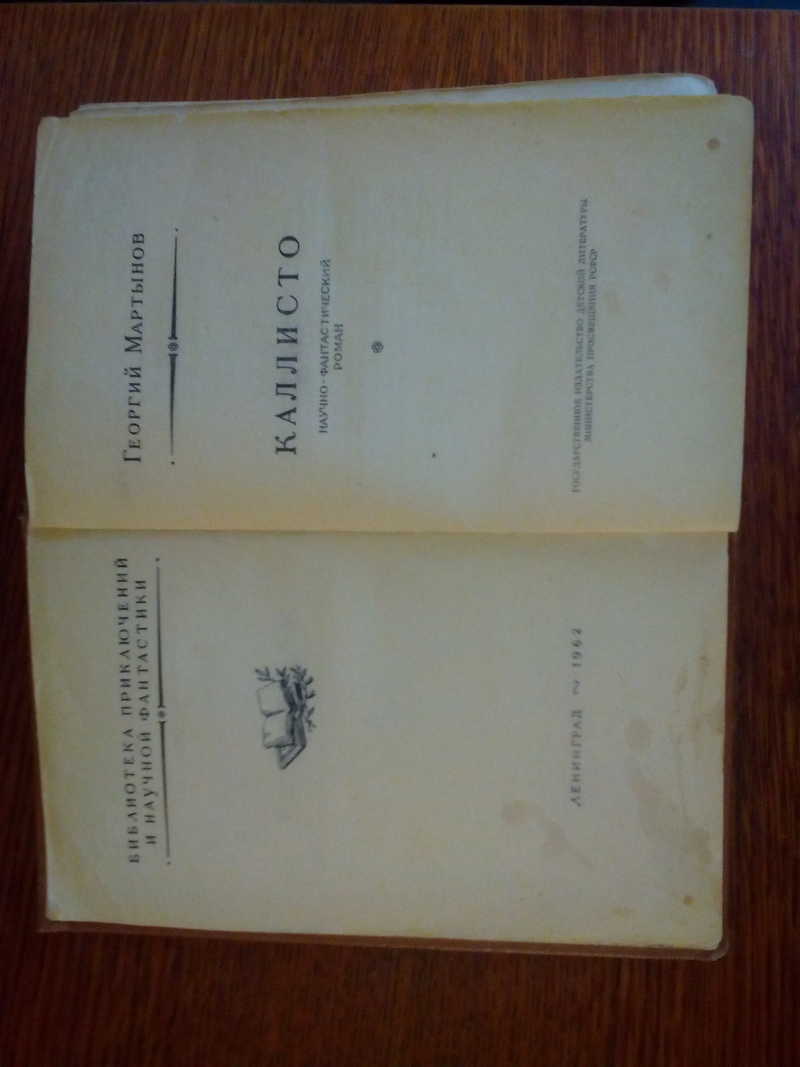 БИБЛИОТЕКА ПРИКЛЮЧЕНИЙ
И НАУЧНОЙ ФАНТАСТИКИ
ЛЕНИНГРАД 1962
ГЕОРГИЙ МАРТЫНОВ
КАЛЛИСТО
НАУЧНО-ФАНТАСТИЧЕСКИЙ
РОМАН
ГОСУДАРСТВЕННОЕ ИЗДАТЕЛЬСТВО ДЕТСКОЙ ЛИТЕРАТУРЫ
МИНИСТЕРСТВА ПРОСВЕЩЕНИЯ РСФСР